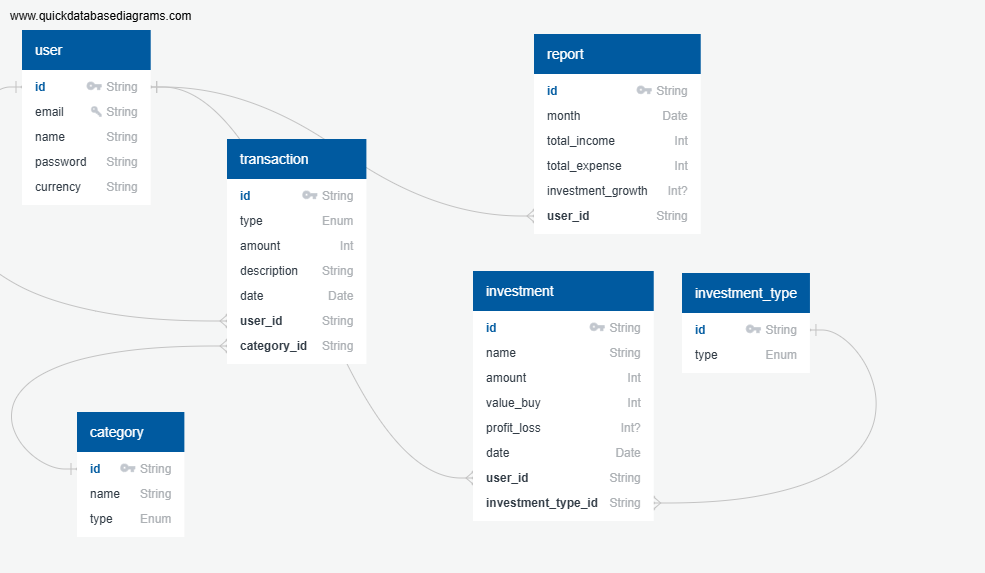 www.quickdatabasediagrams.com
user
id String
email String
name String
password String
currency String
transaction
id String
type Enum
amount Int
description String
date Date
user_id String
category_id String
category
id String
name String
type Enum
report
id String
month Date
total_income Int
total_expense Int
investment_growth Int?
user_id String
investment
id String
name String
amount Int
value_buy Int
profit_loss Int?
date Date
user_id String
investment_type_id String
investment_type
id String
type Enum